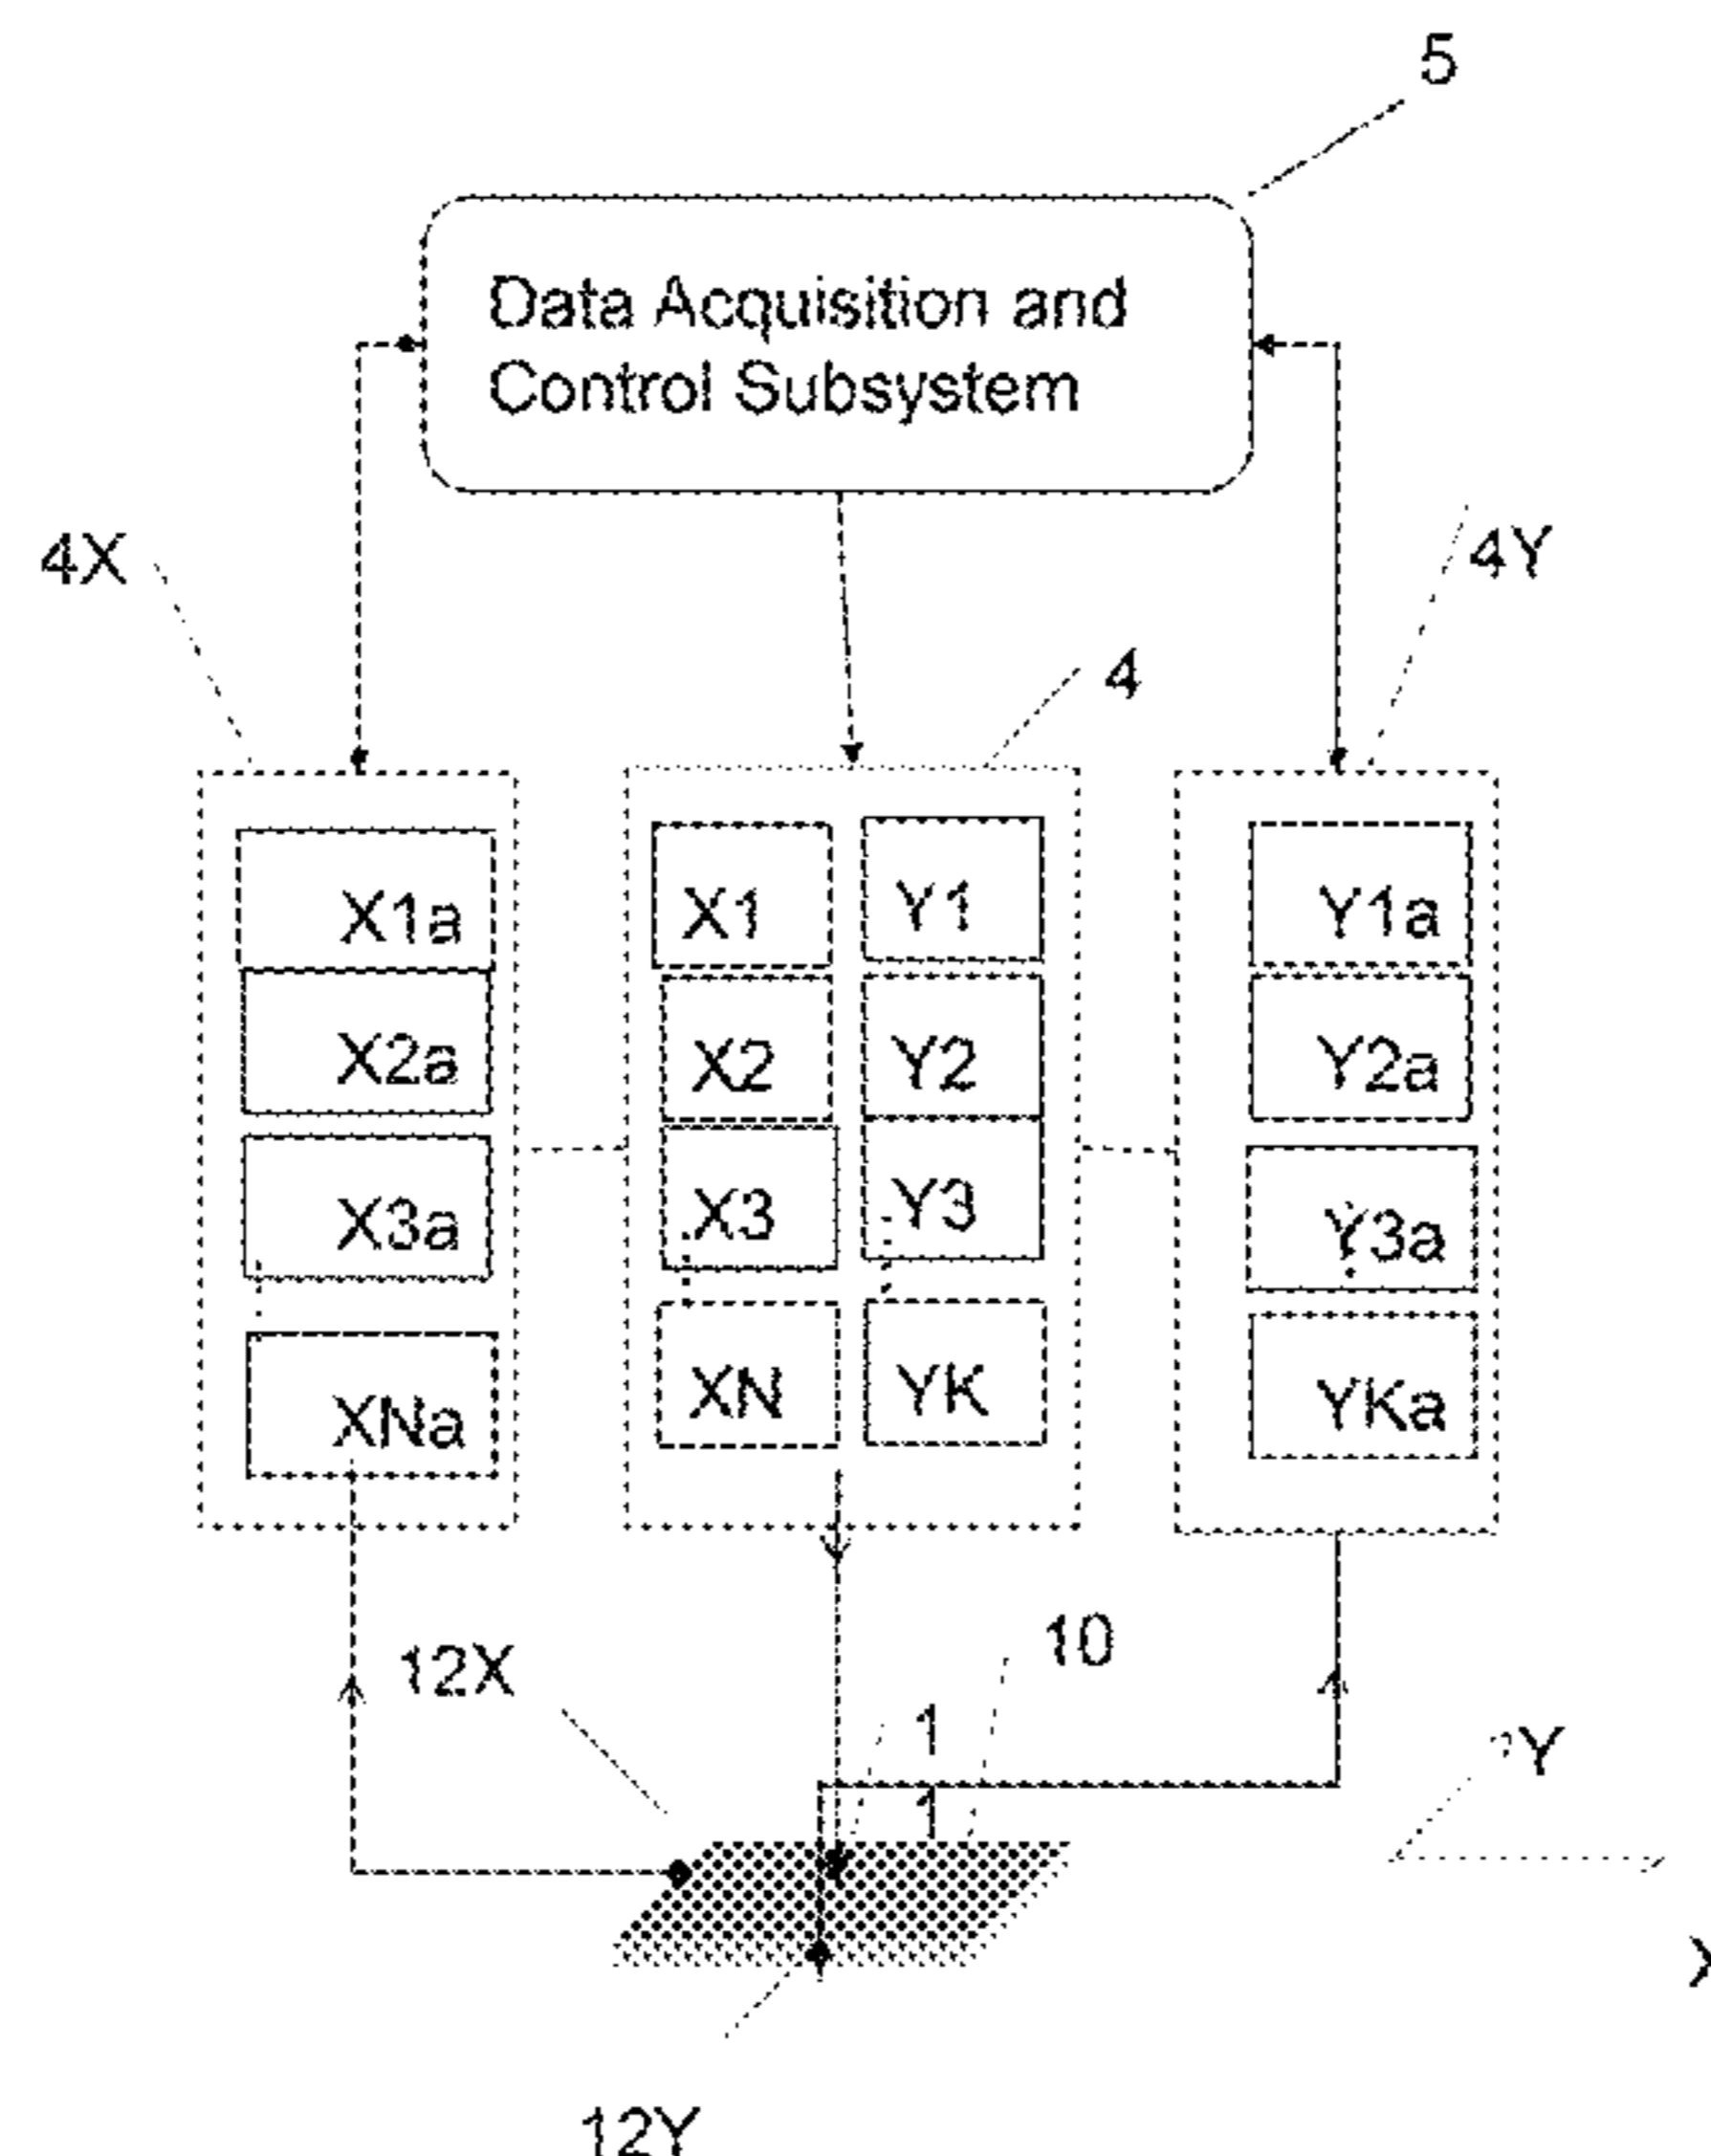 5
Data Acquisition and
Control Subsystem
4X
4Y
4
X1a
X1
Y1
Y1a
X2a
X2
Y2
Y2a
X3a
X3
Y3
Y3a
XNa
XN
YK
YKa
12X
10
1
1
Y
X
12Y